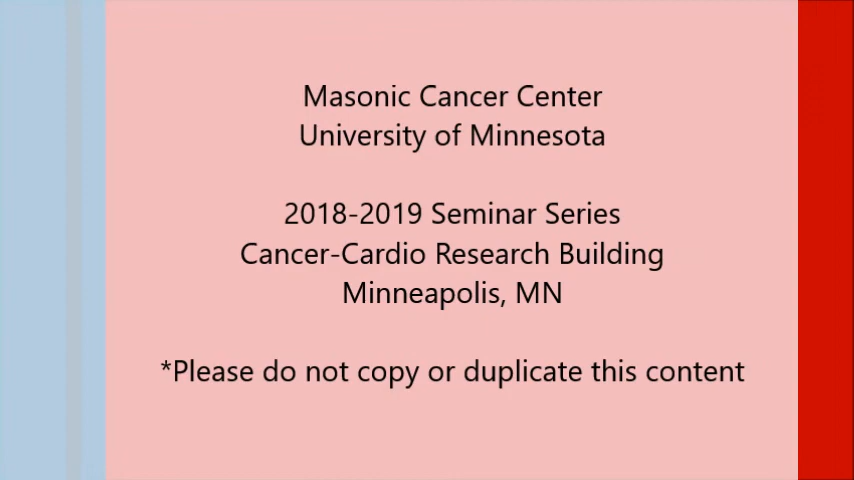 Masonic Cancer Center
University of Minnesota
2018-2019 Seminar Series
Cancer-Cardio Research Building
Minneapolis, MN
*Please do not copy or duplicate this content